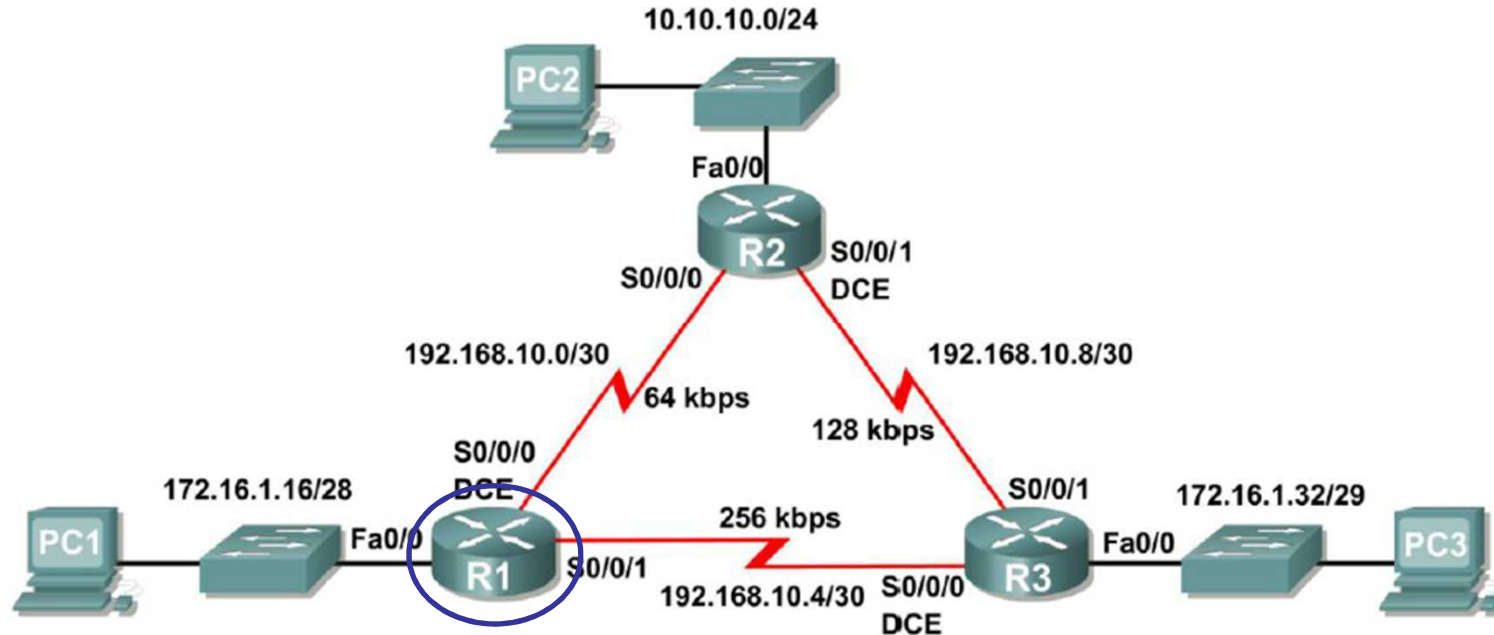 10.10.10.0/24
PC2
Fa0/0
R2
S0/0/0
S0/0/1
DCE
192.168.10.0/30
192.168.10.8/30
64 kbps
128 kbps
S0/0/0
DCE
172.16.1.16/28
S0/0/1
172.16.1.32/29
256 kbps
PC1
Fa0/0
R1
S0/0/1
192.168.10.4/30
S0/0/0
DCE
R3
Fa0/0
PC3